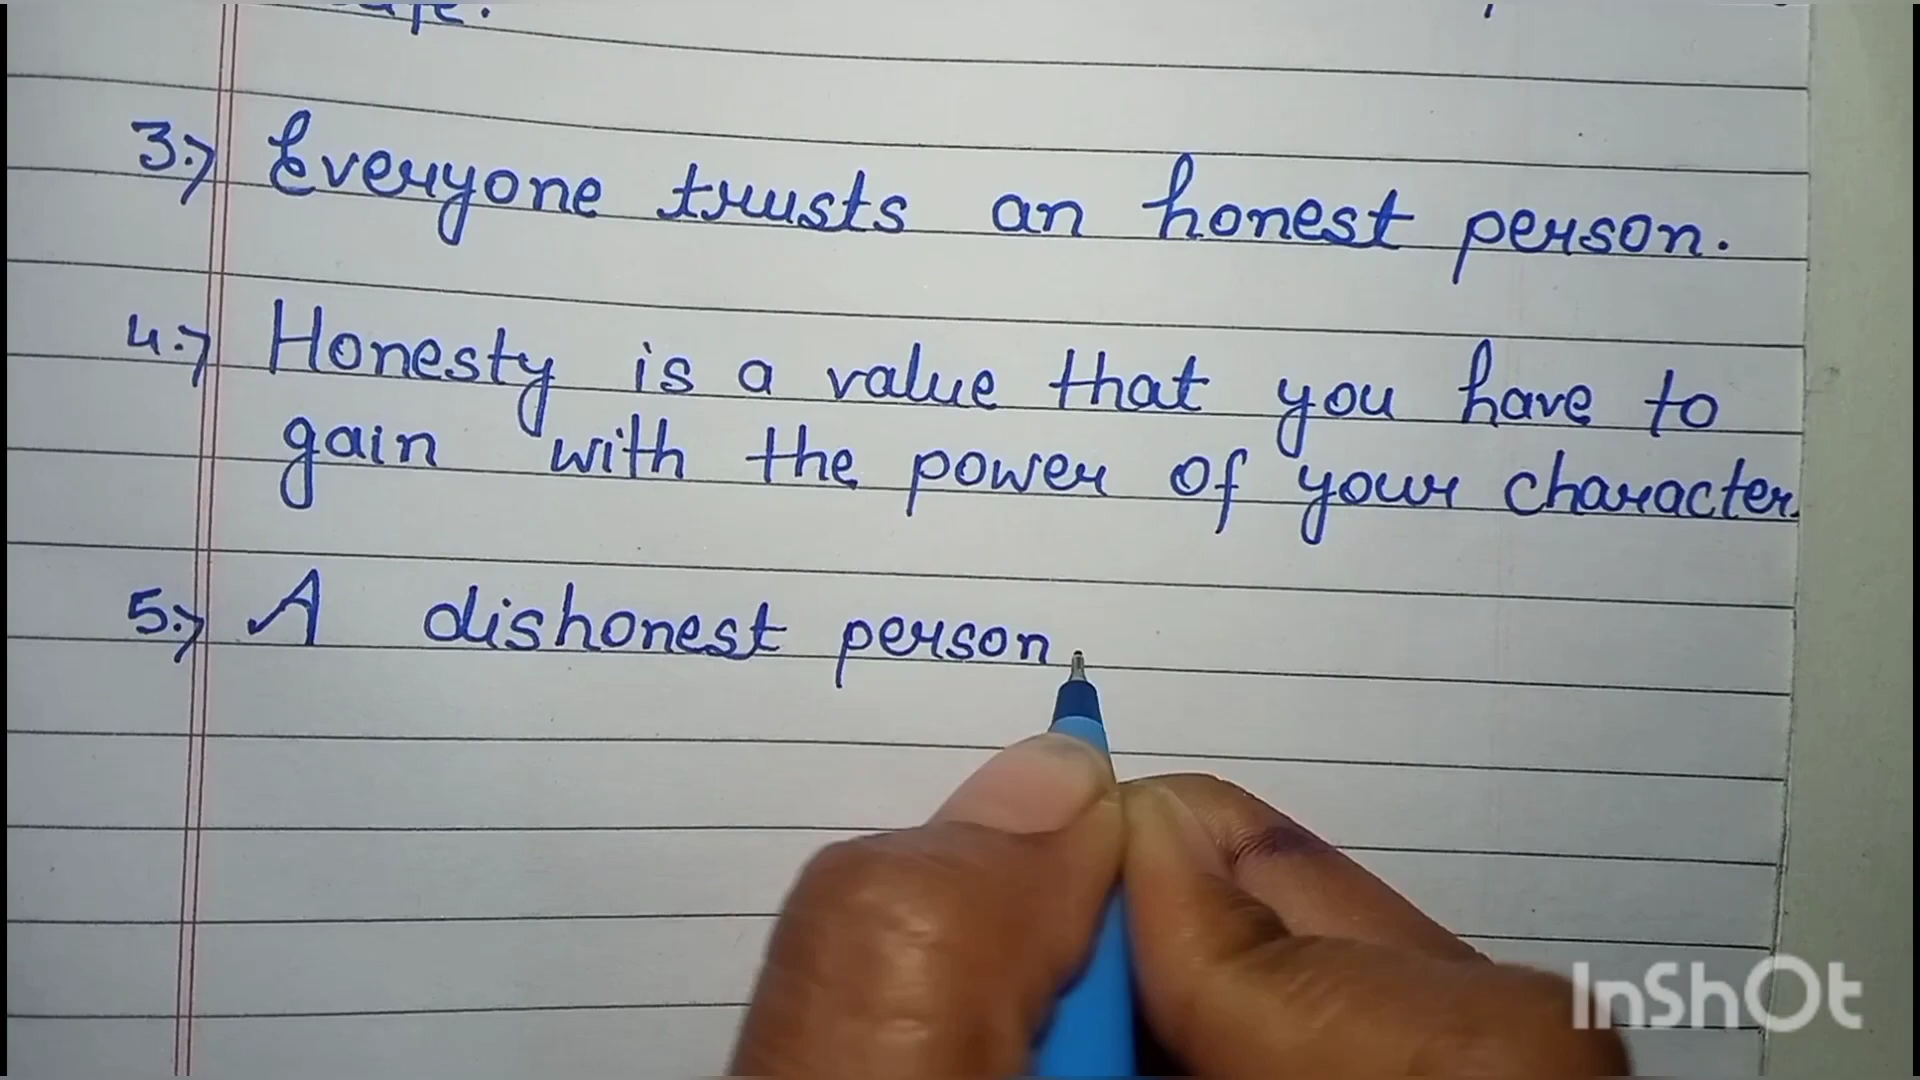 3.) Everyone trusts an honest person.
4.) Honesty is a value that you have to
gain with the power of your character.
5.) A dishonest person
InShOt